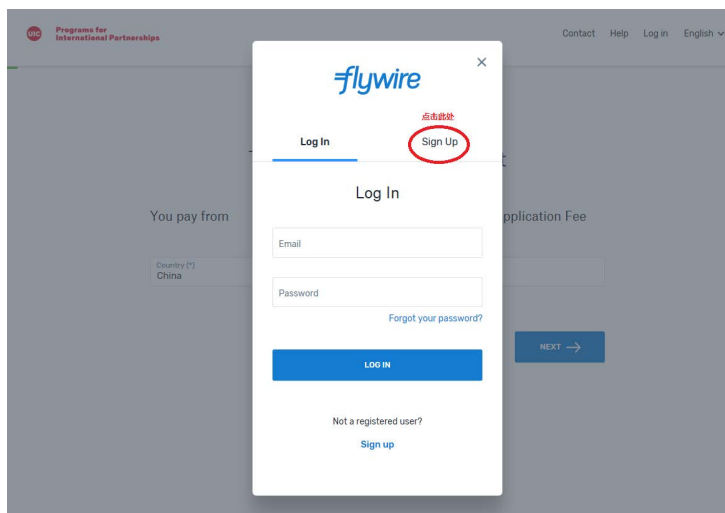 UIC
Programs for
International Partnerships
Contact Help Log in English
flywire
点击此处
Log In Sign Up
Log In
You pay from
pplication Fee
Email
Country (*)
China
Password
Forgot your password?
NEXT
LOG IN
Not a registered user?
Sign up